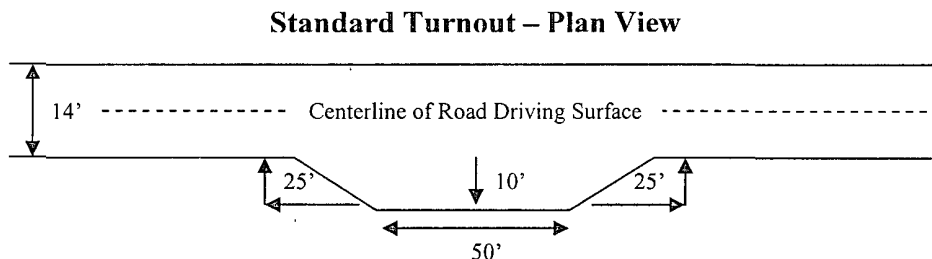 Standard Turnout – Plan View
14'
Centerline of Road Driving Surface
25'
10'
25'
50'